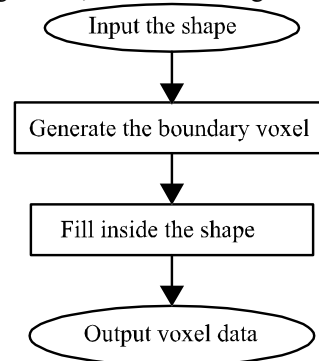 Input the shape
Generate the boundary voxel
Fill inside the shape
Output voxel data